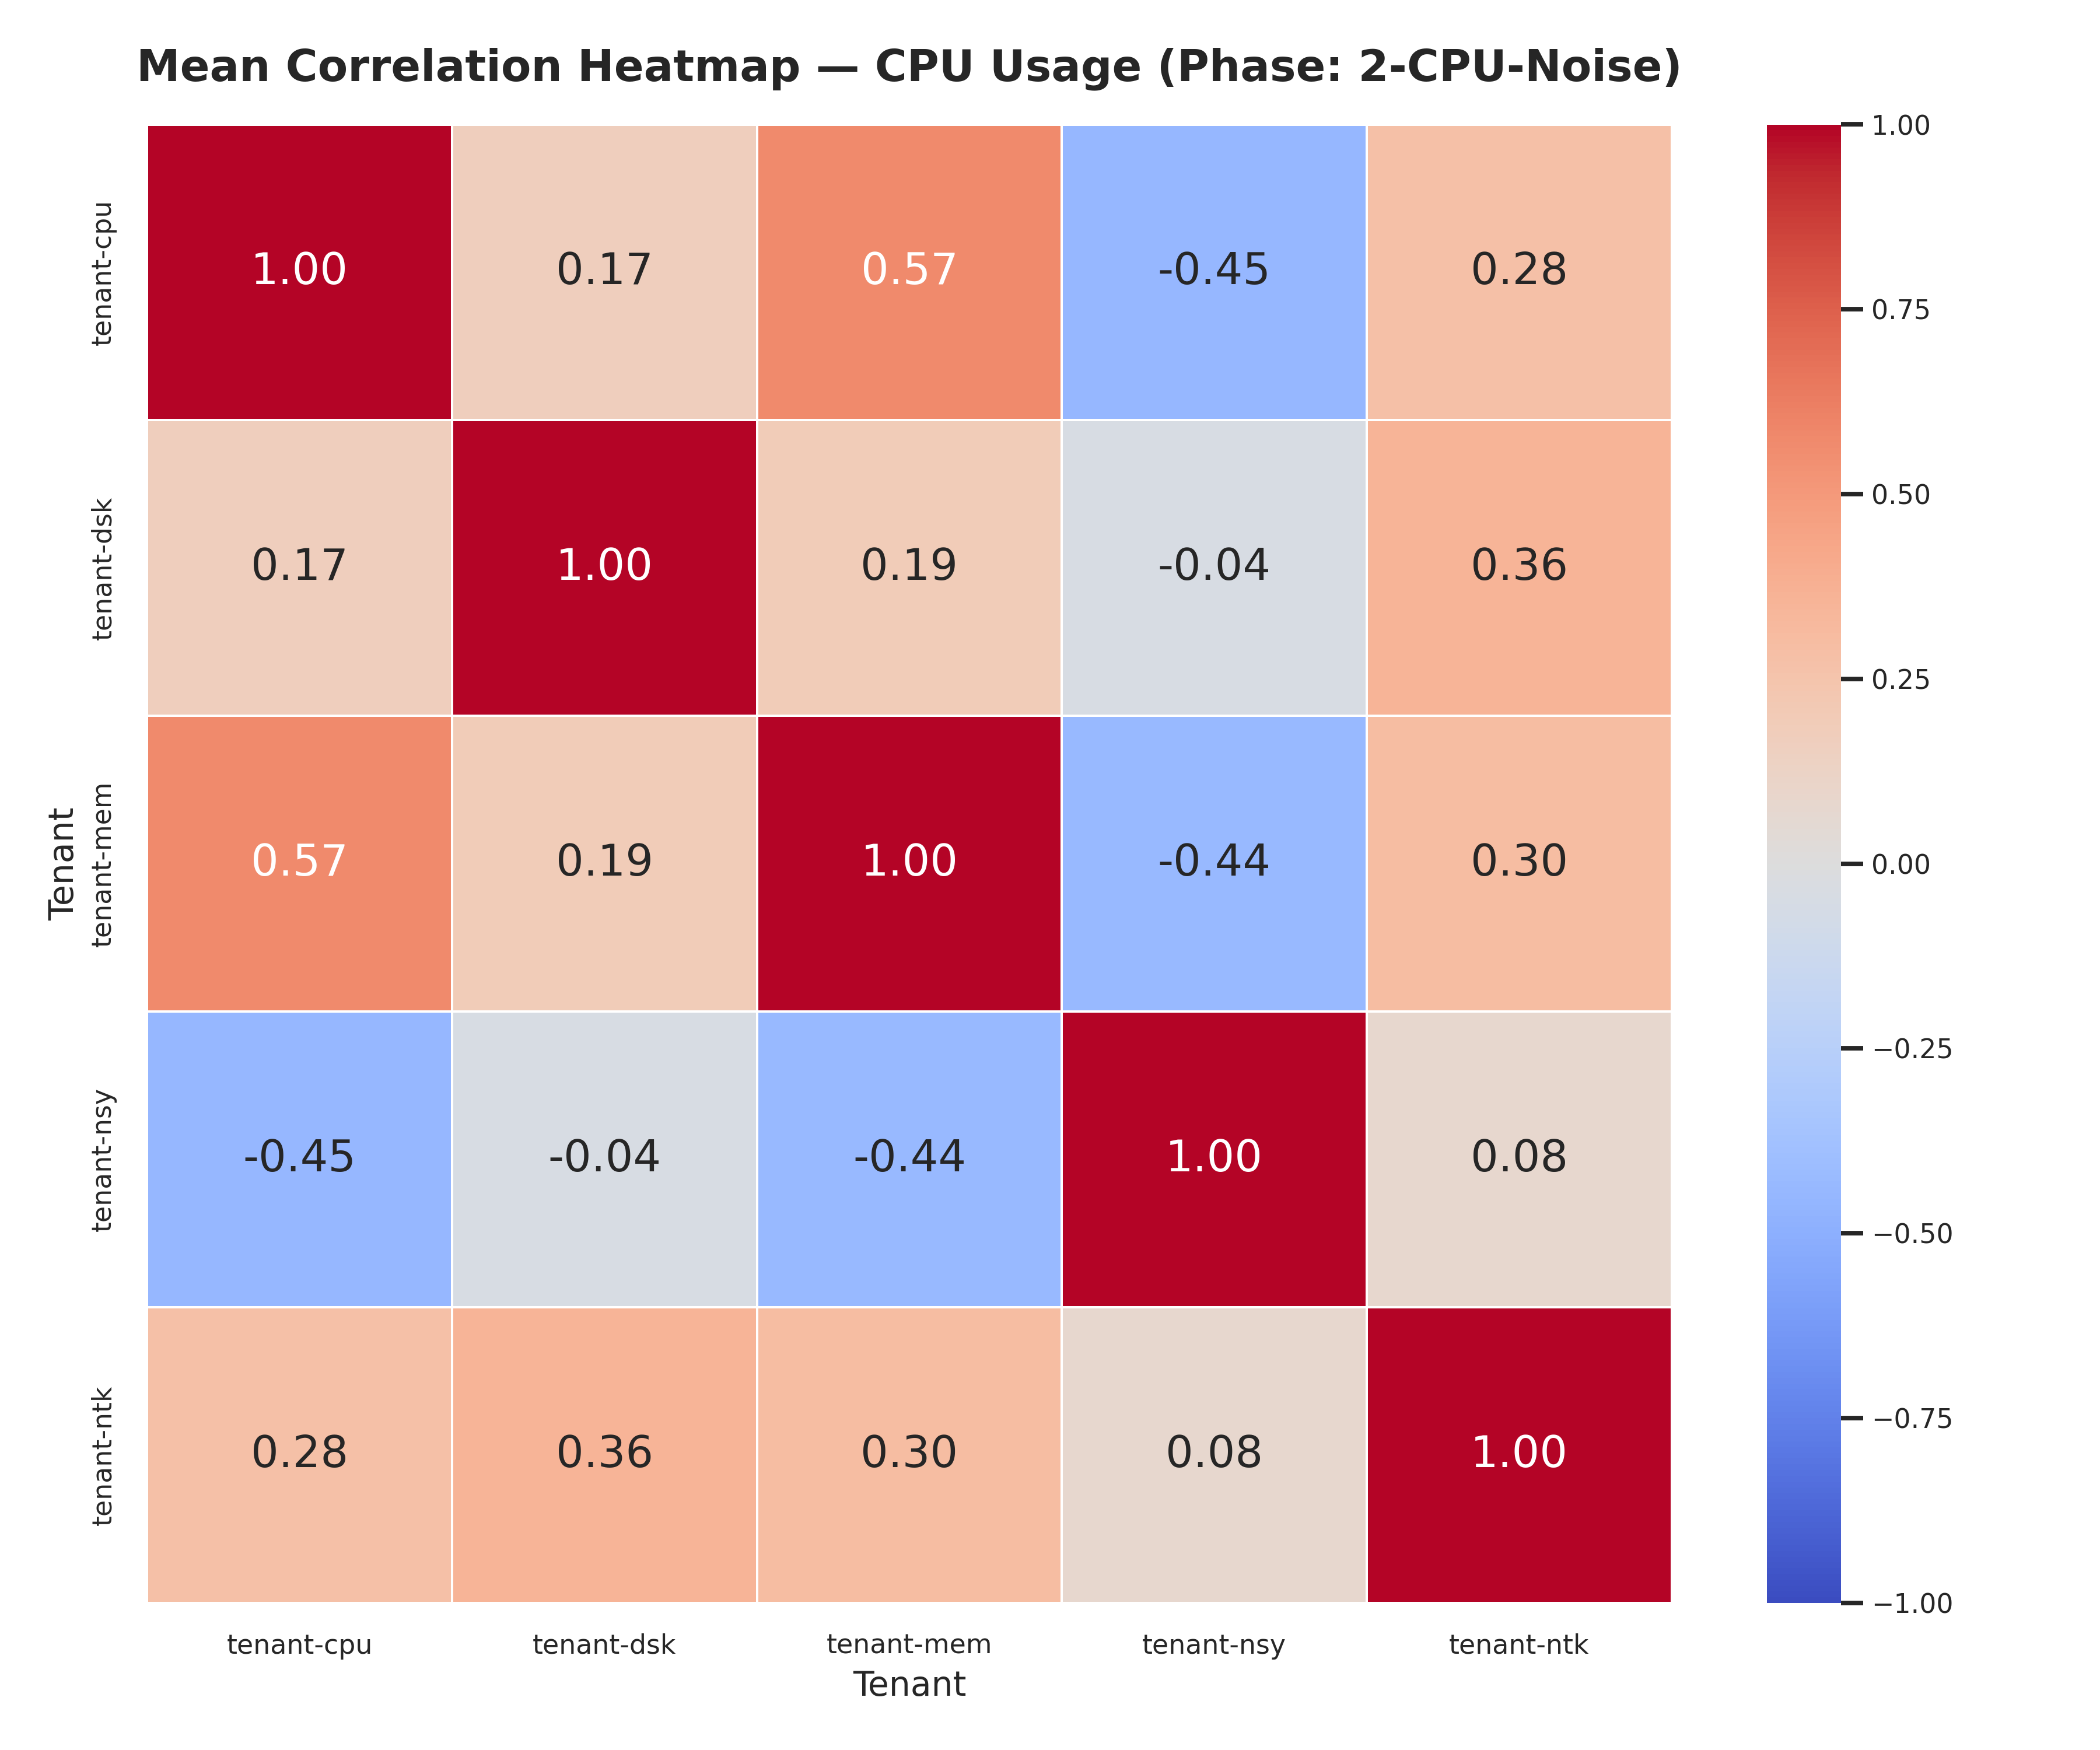 Mean Correlation Heatmap — CPU Usage (Phase: 2-CPU-Noise)
Tenant
tenant-cpu 1.00 0.17 0.57 -0.45 0.28
tenant-dsk 0.17 1.00 0.19 -0.04 0.36
tenant-mem 0.57 0.19 1.00 -0.44 0.30
tenant-nsy -0.45 -0.04 -0.44 1.00 0.08
tenant-ntk 0.28 0.36 0.30 0.08 1.00
tenant-cpu tenant-dsk tenant-mem tenant-nsy tenant-ntk
Tenant
1.00
0.75
0.50
0.25
0.00
−0.25
−0.50
−0.75
−1.00